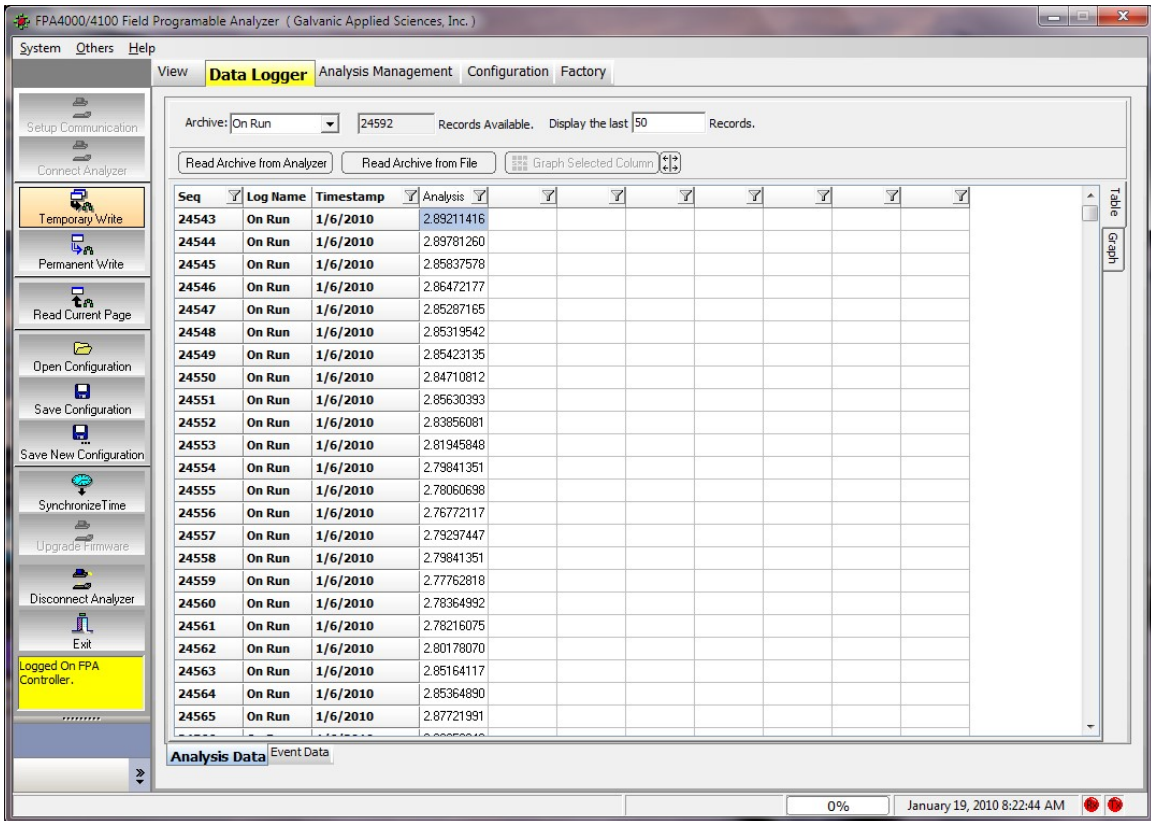 FPA4000/4100 Field Programable Analyzer ( Galvanic Applied Sciences, Inc. )
System Others Help
View Data Logger Analysis Management Configuration Factory
Setup Communication
Connect Analyzer
Temporary Write
Permanent Write
Read Current Page
Open Configuration
Save Configuration
Save New Configuration
SynchronizeTime
Upgrade Firmware
Disconnect Analyzer
Exit
Logged On FPA
Controller.
Archive: On Run 24592 Records Available. Display the last 50 Records.
Read Archive from Analyzer Read Archive from File Graph Selected Column
Seq Log Name Timestamp Analysis
24543 On Run 1/6/2010 2.89211416
24544 On Run 1/6/2010 2.89781260
24545 On Run 1/6/2010 2.85837578
24546 On Run 1/6/2010 2.86472177
24547 On Run 1/6/2010 2.85287165
24548 On Run 1/6/2010 2.85319542
24549 On Run 1/6/2010 2.85423135
24550 On Run 1/6/2010 2.84710812
24551 On Run 1/6/2010 2.85630393
24552 On Run 1/6/2010 2.83856081
24553 On Run 1/6/2010 2.81945848
24554 On Run 1/6/2010 2.79841351
24555 On Run 1/6/2010 2.78060698
24556 On Run 1/6/2010 2.76772117
24557 On Run 1/6/2010 2.79297447
24558 On Run 1/6/2010 2.79841351
24559 On Run 1/6/2010 2.77762818
24560 On Run 1/6/2010 2.78364992
24561 On Run 1/6/2010 2.78216075
24562 On Run 1/6/2010 2.80178070
24563 On Run 1/6/2010 2.85164117
24564 On Run 1/6/2010 2.85364890
24565 On Run 1/6/2010 2.87721991
Table
Graph
Analysis Data Event Data
0% January 19, 2010 8:22:44 AM Rx Tx